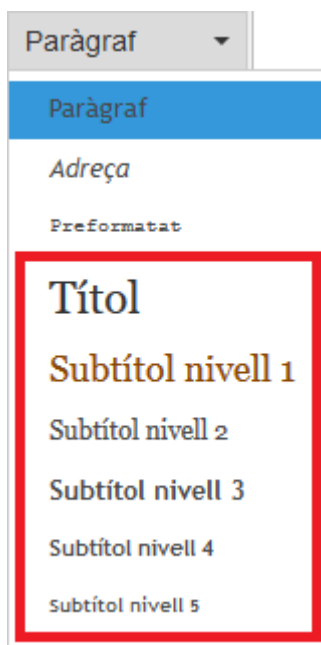 Paràgraf
Paràgraf
Adreça
Preformatat
Títol
Subtítol nivell 1
Subtítol nivell 2
Subtítol nivell 3
Subtítol nivell 4
Subtítol nivell 5